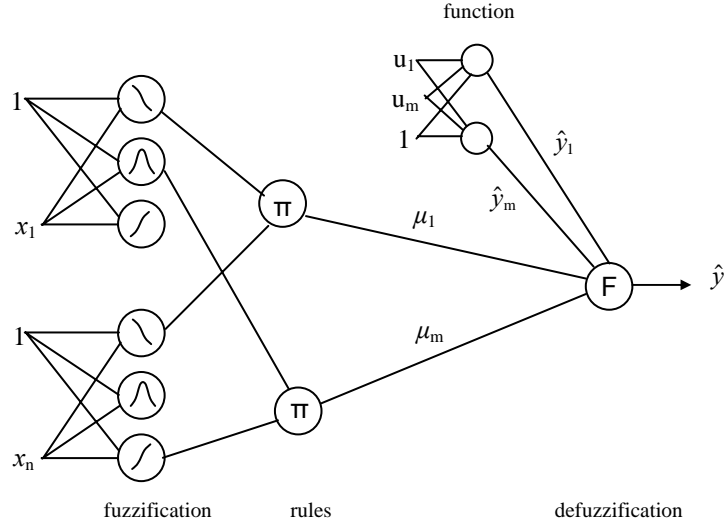 function
u₁
uₘ
1
ŷ₁
ŷₘ
1
x₁
π
μ₁
F
ŷ
1
xₙ
μₘ
π
fuzzification rules defuzzification